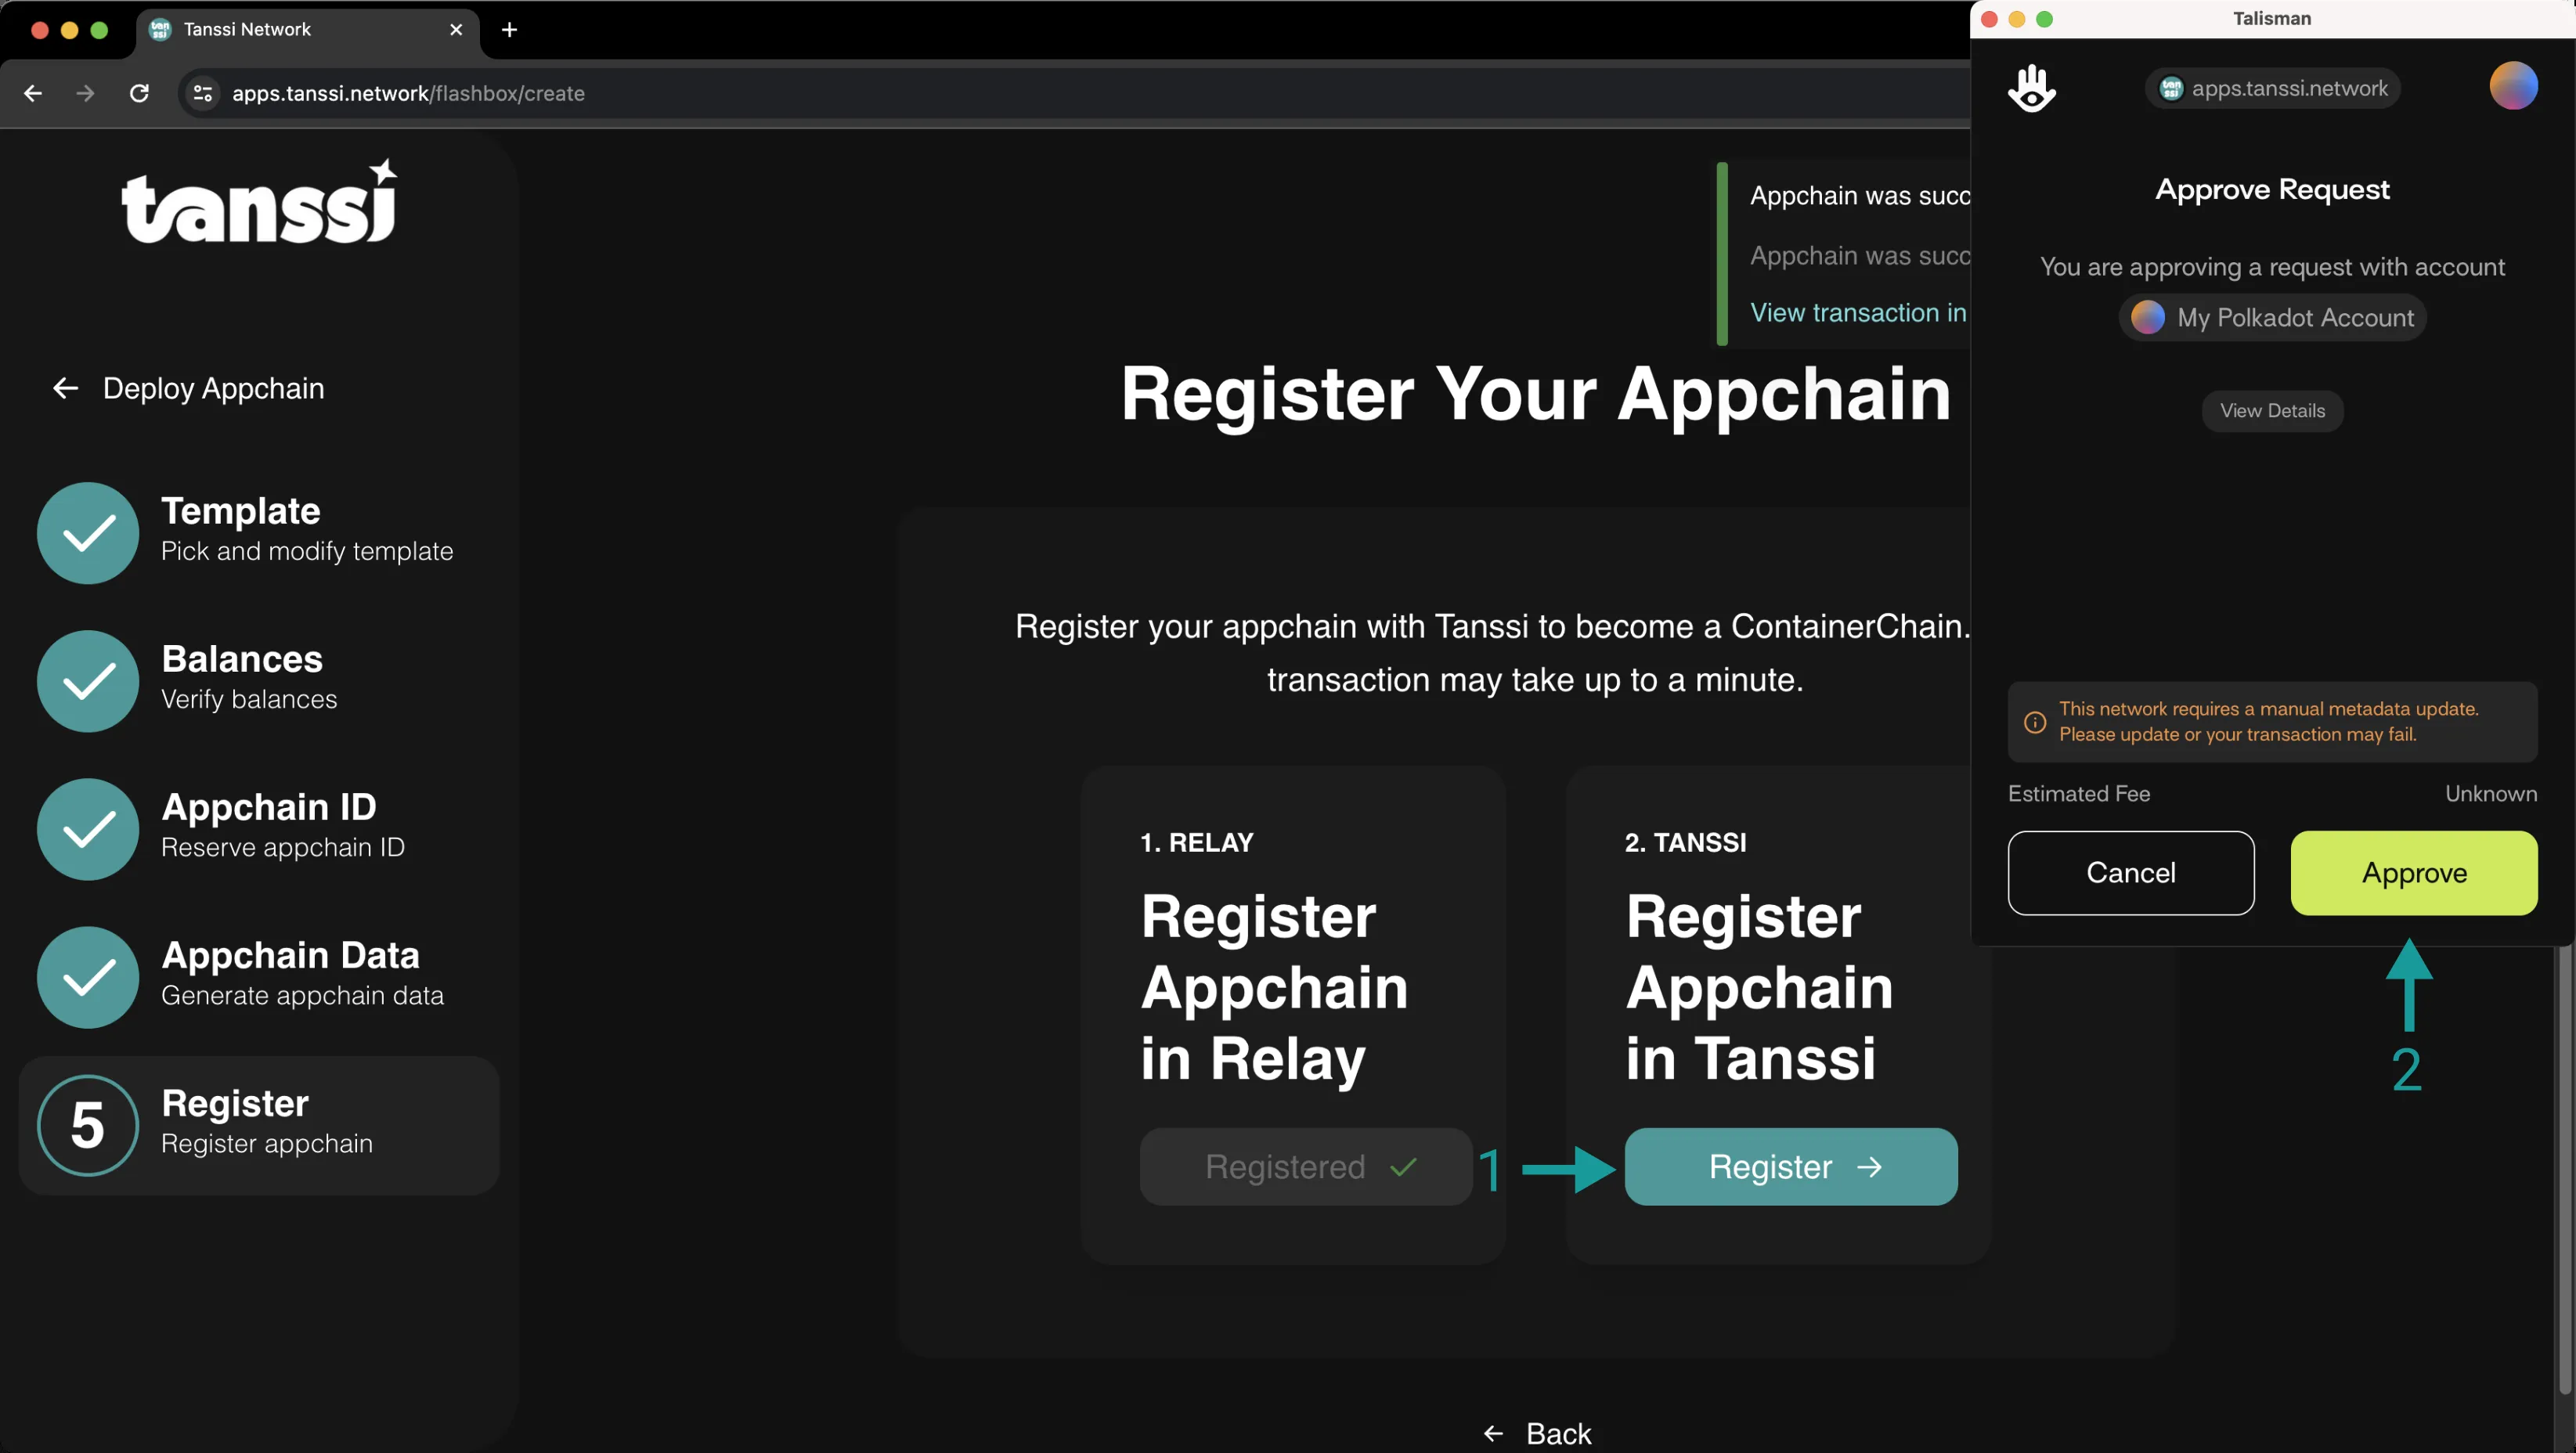 Tanssi Network
apps.tanssi.network/flashbox/create
tanssi
Deploy Appchain
Template
Pick and modify template
Balances
Verify balances
Appchain ID
Reserve appchain ID
Appchain Data
Generate appchain data
5
Register
Register appchain
Appchain was succ
Appchain was succ
View transaction in
Register Your Appchain
Register your appchain with Tanssi to become a ContainerChain.
transaction may take up to a minute.
1. RELAY
Register
Appchain
in Relay
Registered
1
2. TANSSI
Register
Appchain
in Tanssi
Register
Back
Talisman
tanssi
apps.tanssi.network
Approve Request
You are approving a request with account
My Polkadot Account
View Details
This network requires a manual metadata update.
Please update or your transaction may fail.
Estimated Fee Unknown
Cancel Approve
2